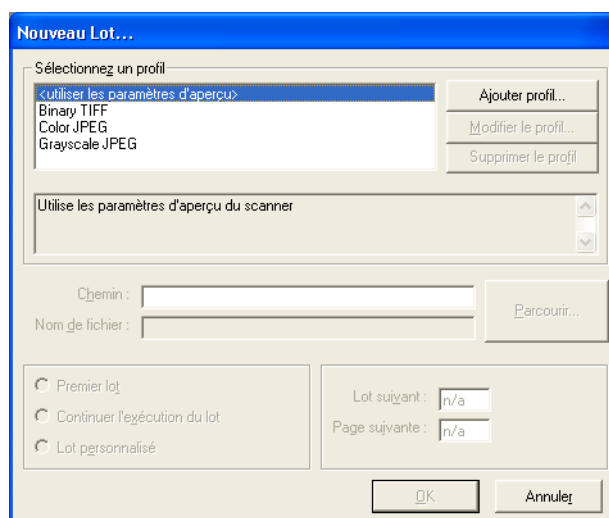 Nouveau Lot...
Sélectionnez un profil
<utiliser les paramètres d'aperçu>
Binary TIFF
Color JPEG
Grayscale JPEG
Ajouter profil...
Modifier le profil...
Supprimer le profil
Utilise les paramètres d'aperçu du scanner
Chemin :
Nom de fichier :
Parcourir...
Premier lot
Continuer l'exécution du lot
Lot personnalisé
Lot suivant : n/a
Page suivante : n/a
OK
Annuler